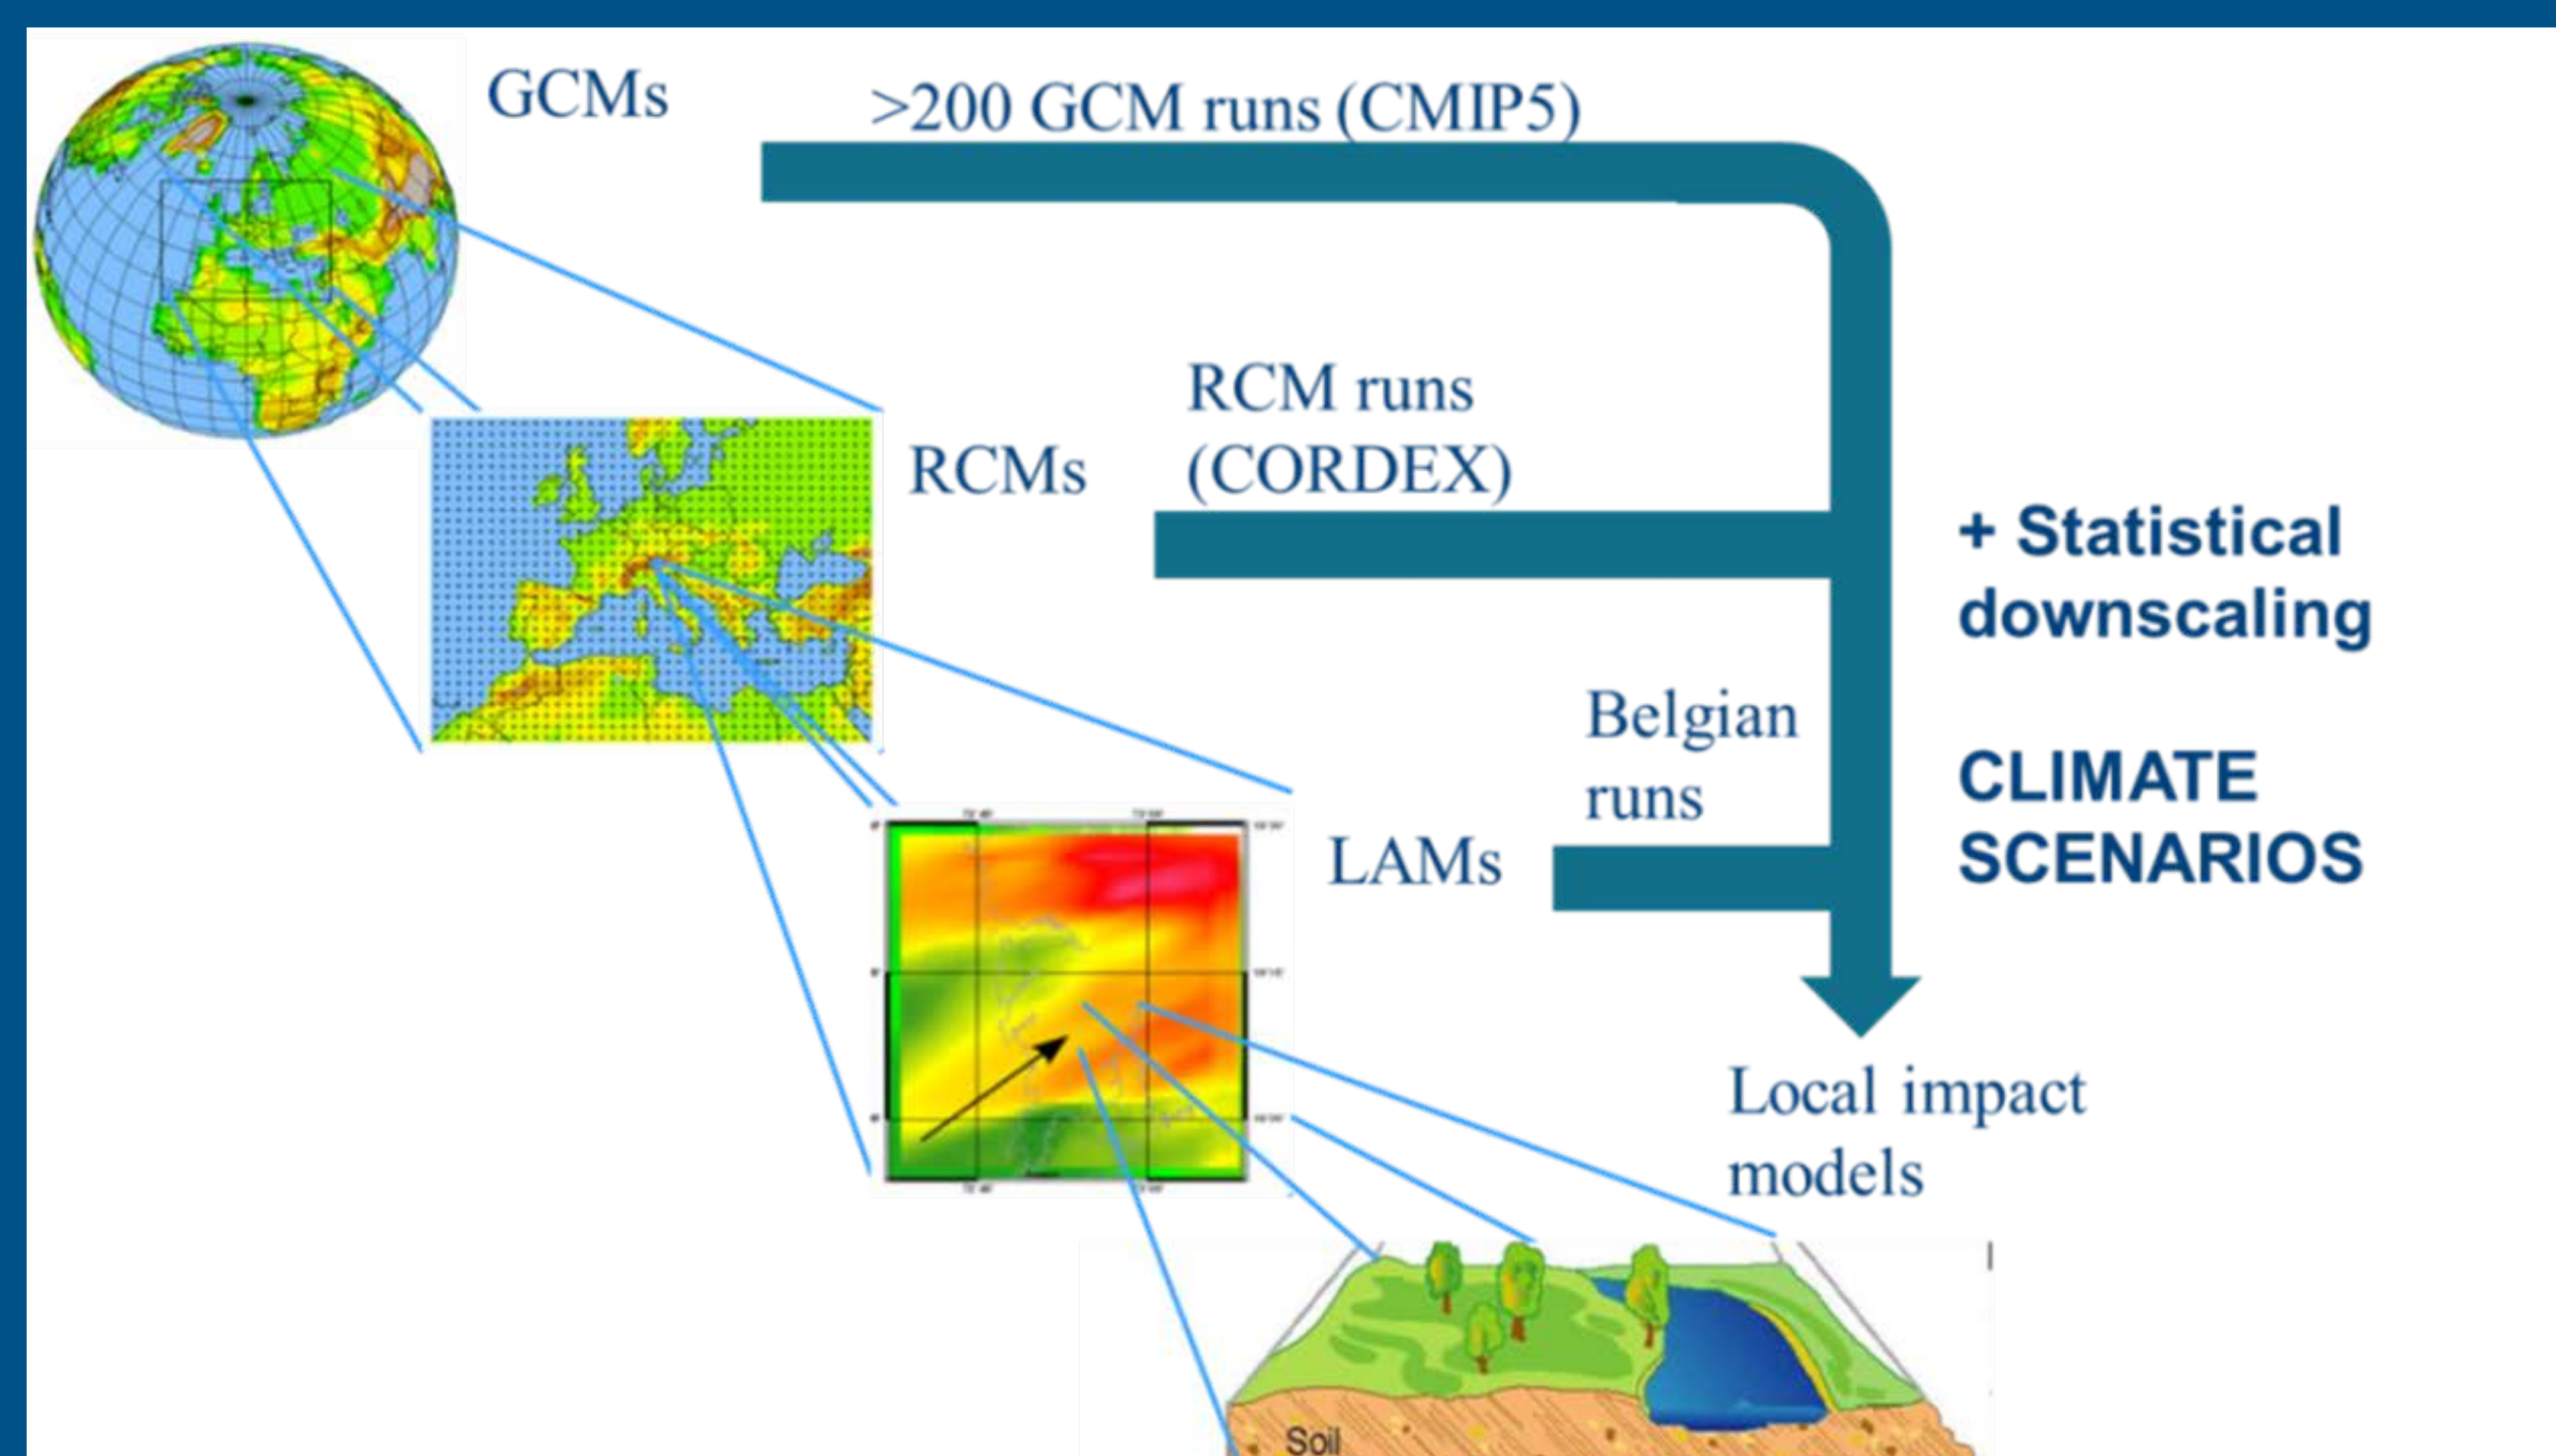 GCMs
>200 GCM runs (CMIP5)
RCM runs
(CORDEX)
RCMs
+ Statistical
downscaling
Belgian
runs
CLIMATE
SCENARIOS
LAMs
Local impact
models
Soil